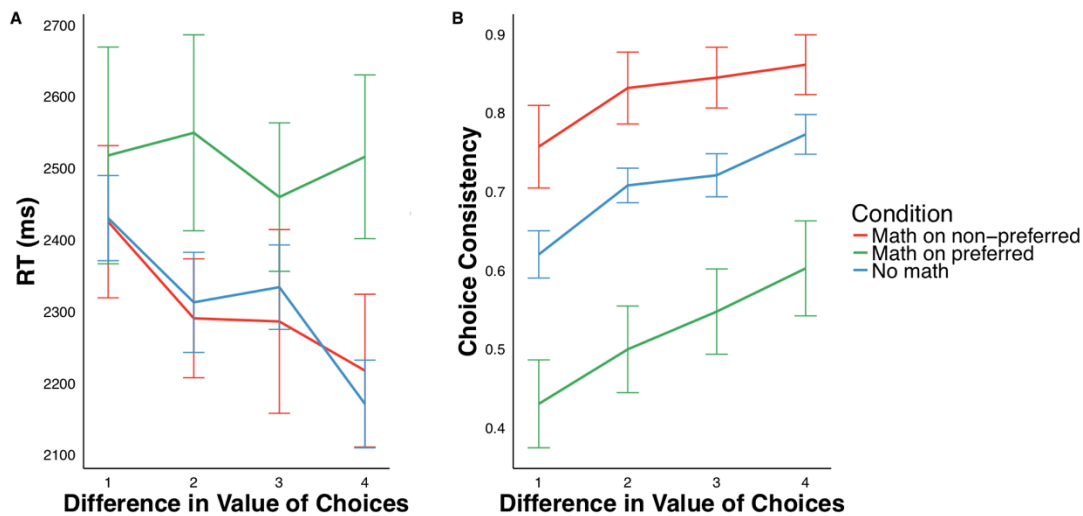 A
RT (ms)
2700
2600
2500
2400
2300
2200
2100
1 2 3 4
Difference in Value of Choices
B
Choice Consistency
0.9
0.8
0.7
0.6
0.5
0.4
1 2 3 4
Difference in Value of Choices
Condition
Math on non−preferred
Math on preferred
No math